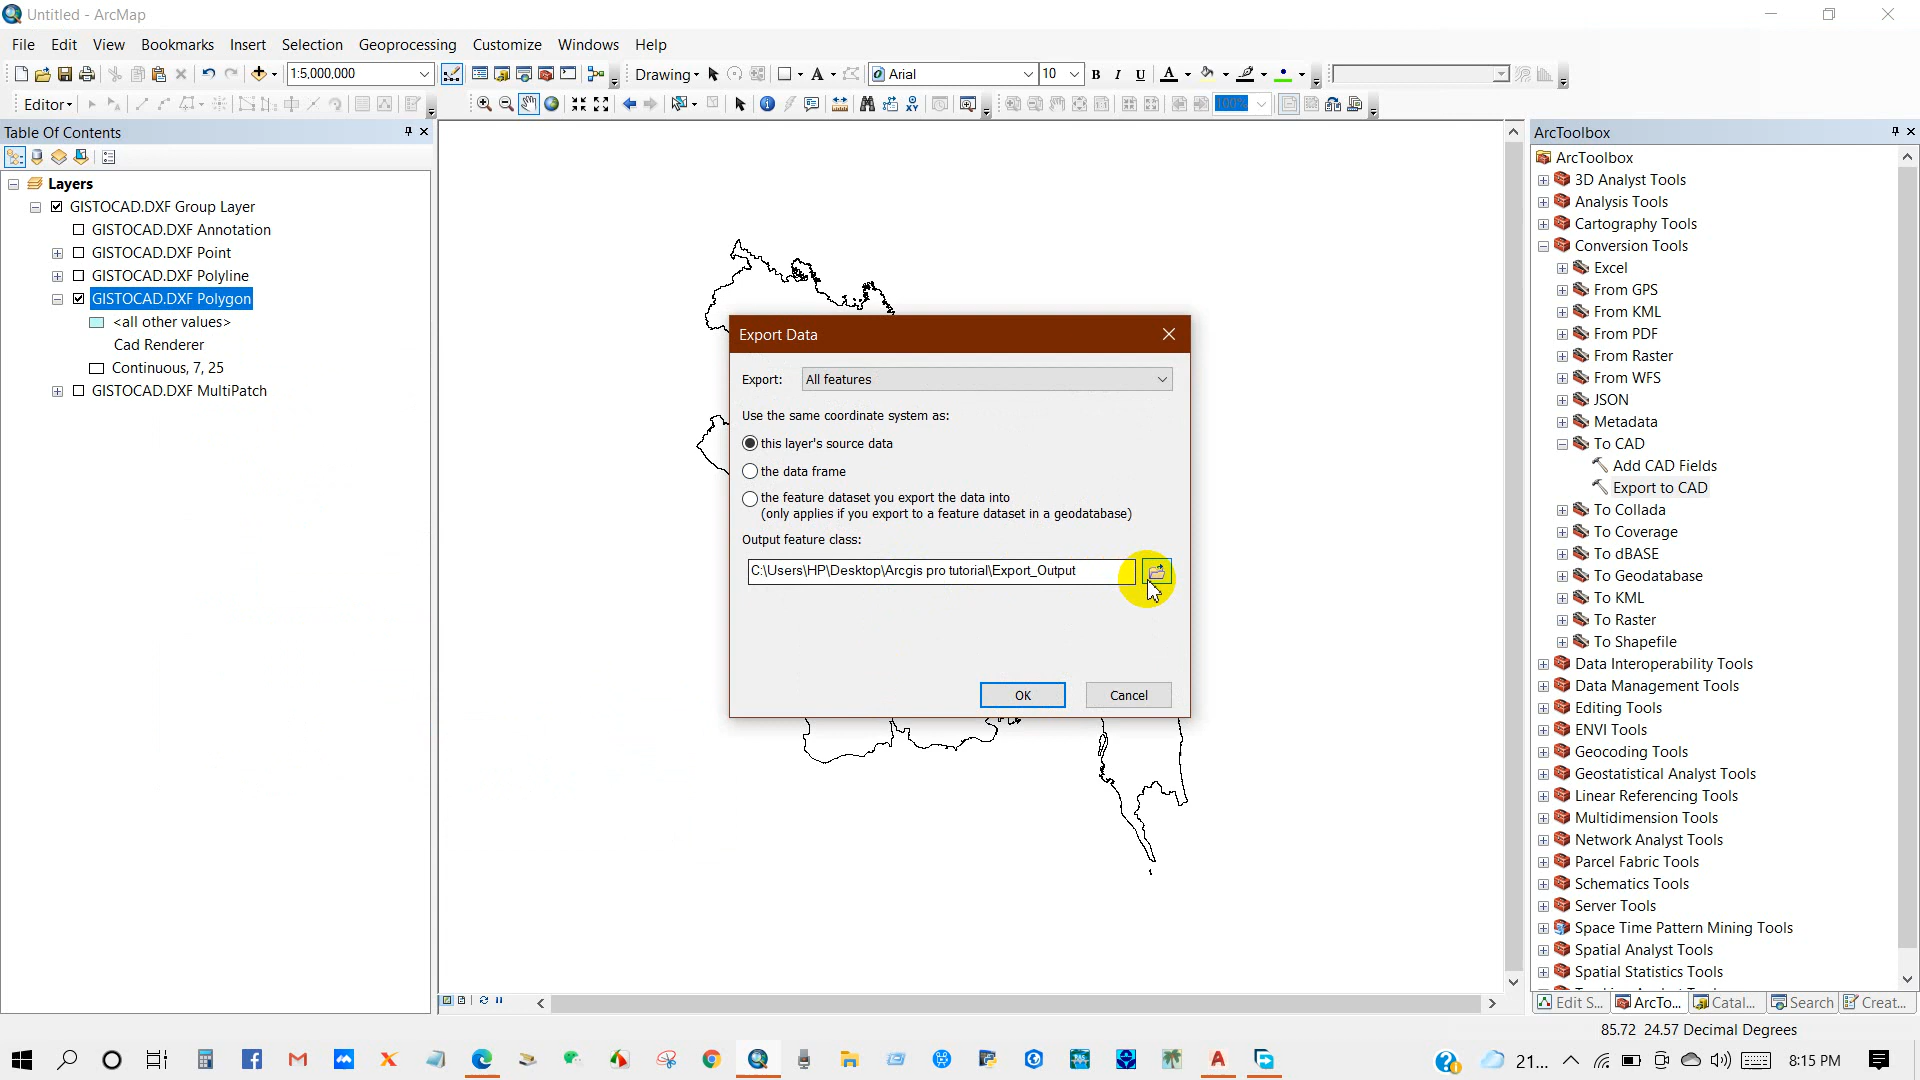 Untitled - ArcMap
File Edit View Bookmarks Insert Selection Geoprocessing Customize Windows Help
1:5,000,000 Drawing Arial 10 B I U A
Editor 100%
Table Of Contents
Layers
GISTOCAD.DXF Group Layer
GISTOCAD.DXF Annotation
GISTOCAD.DXF Point
GISTOCAD.DXF Polyline
GISTOCAD.DXF Polygon
<all other values>
Cad Renderer
Continuous, 7, 25
GISTOCAD.DXF MultiPatch
Export Data
Export: All features
Use the same coordinate system as:
this layer's source data
the data frame
the feature dataset you export the data into
(only applies if you export to a feature dataset in a geodatabase)
Output feature class:
C:\Users\HP\Desktop\Arcgis pro tutorial\Export_Output
OK Cancel
ArcToolbox
ArcToolbox
3D Analyst Tools
Analysis Tools
Cartography Tools
Conversion Tools
Excel
From GPS
From KML
From PDF
From Raster
From WFS
JSON
Metadata
To CAD
Add CAD Fields
Export to CAD
To Collada
To Coverage
To dBASE
To Geodatabase
To KML
To Raster
To Shapefile
Data Interoperability Tools
Data Management Tools
Editing Tools
ENVI Tools
Geocoding Tools
Geostatistical Analyst Tools
Linear Referencing Tools
Multidimension Tools
Network Analyst Tools
Parcel Fabric Tools
Schematics Tools
Server Tools
Space Time Pattern Mining Tools
Spatial Analyst Tools
Spatial Statistics Tools
Edit S... ArcTo... Catal... Search Creat...
85.72 24.57 Decimal Degrees
21... 8:15 PM